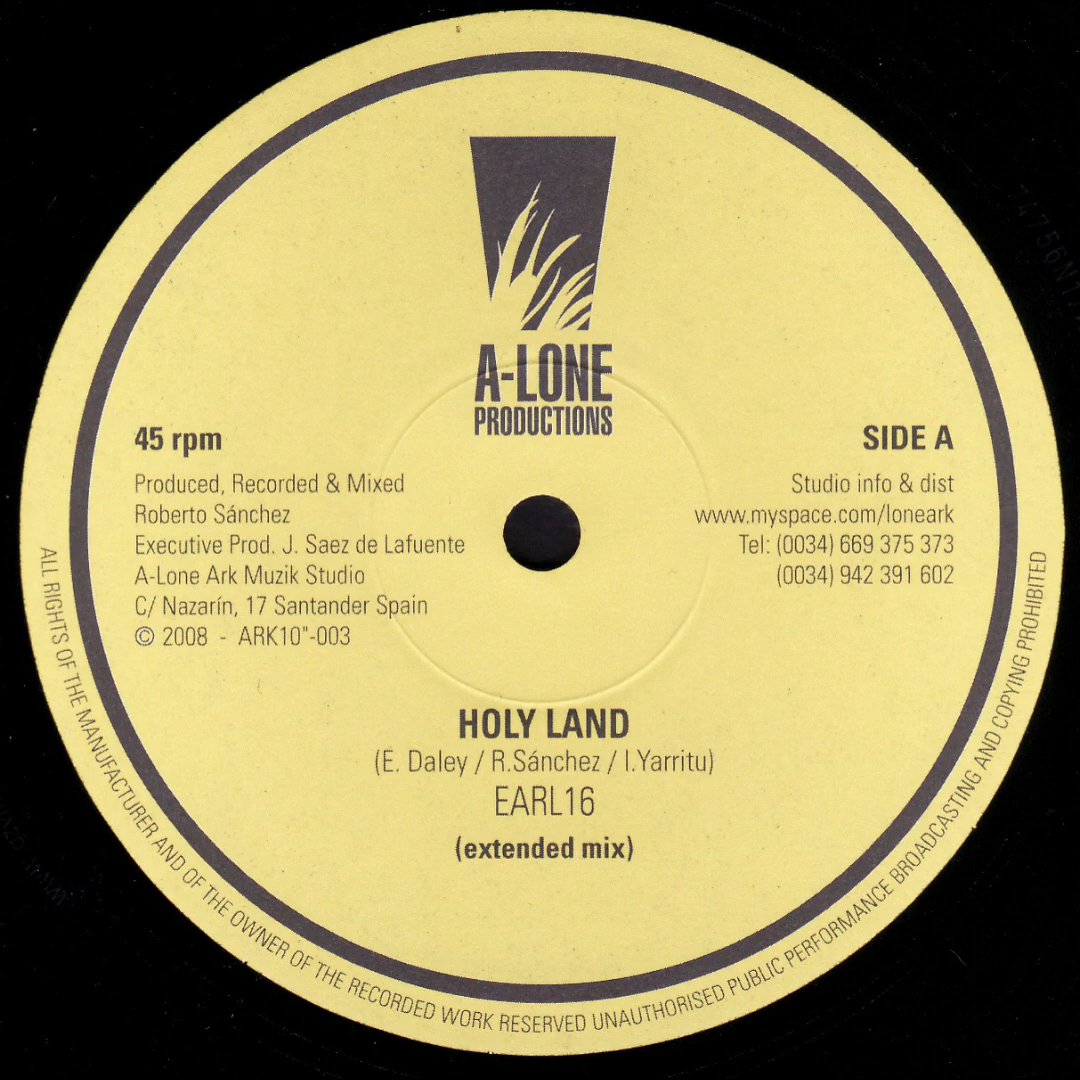 A-LONE
PRODUCTIONS
45 rpm
Produced, Recorded & Mixed
Roberto Sánchez
Executive Prod. J. Saez de Lafuente
A-Lone Ark Muzik Studio
C/ Nazarín, 17 Santander Spain
© 2008 - ARK10"-003
SIDE A
Studio info & dist
www.myspace.com/loneark
Tel: (0034) 669 375 373
(0034) 942 391 602
HOLY LAND
(E. Daley / R.Sánchez / I.Yarritu)
EARL16
(extended mix)
ALL RIGHTS OF THE MANUFACTURER AND OF THE OWNER OF THE RECORDED WORK RESERVED UNAUTHORISED PUBLIC PERFORMANCE BROADCASTING AND COPYING PROHIBITED